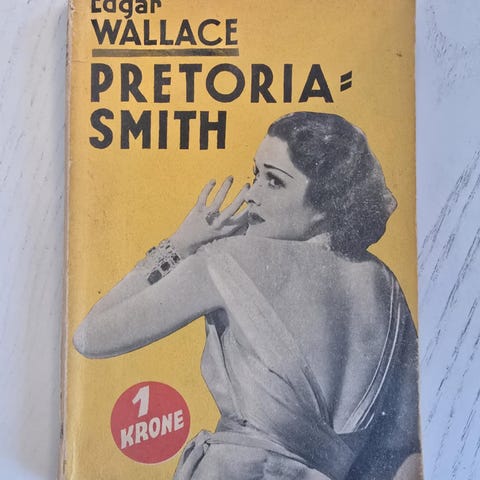 Edgar
WALLACE
PRETORIA=
SMITH
1
KRONE